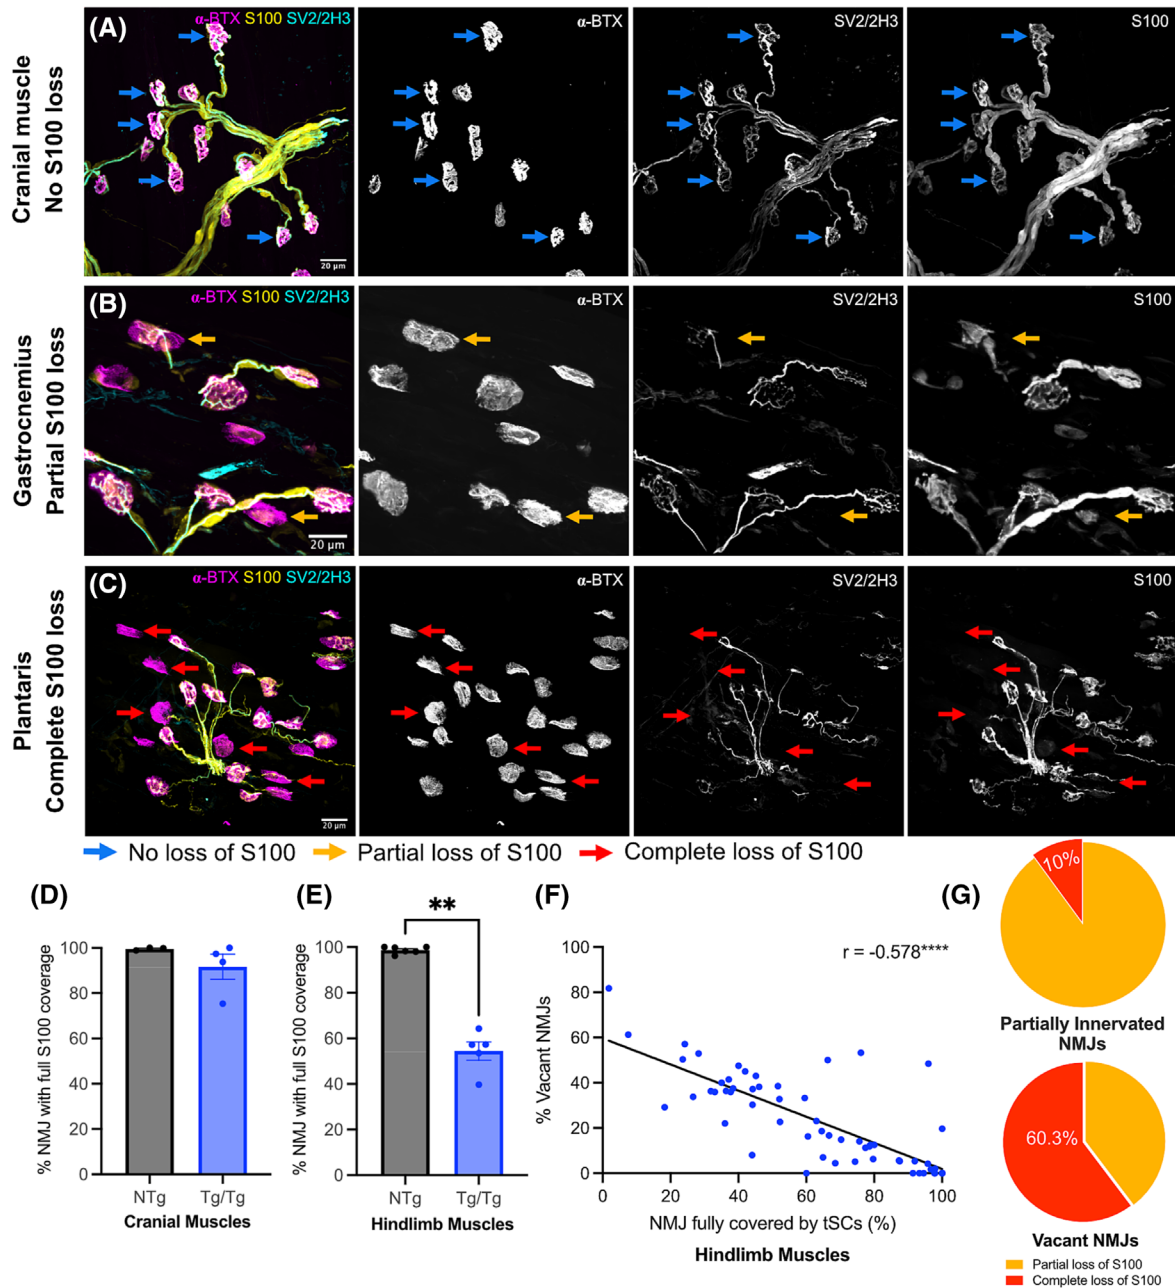 (A)
α-BTX S100 SV2/2H3
α-BTX
SV2/2H3
S100
Cranial muscle
No S100 loss
20 µm
(B)
α-BTX S100 SV2/2H3
α-BTX
SV2/2H3
S100
Gastrocnemius
Partial S100 loss
20 µm
(C)
α-BTX S100 SV2/2H3
α-BTX
SV2/2H3
S100
Plantaris
Complete S100 loss
20 µm
No loss of S100
Partial loss of S100
Complete loss of S100
(D)
% NMJ with full S100 coverage
100
80
60
40
20
0
NTg
Tg/Tg
Cranial Muscles
(E)
**
% NMJ with full S100 coverage
100
80
60
40
20
0
NTg
Tg/Tg
Hindlimb Muscles
(F)
r = -0.578****
% Vacant NMJs
100
80
60
40
20
0
0
20
40
60
80
100
NMJ fully covered by tSCs (%)
Hindlimb Muscles
(G)
10%
Partially Innervated
NMJs
60.3%
Vacant NMJs
Partial loss of S100
Complete loss of S100